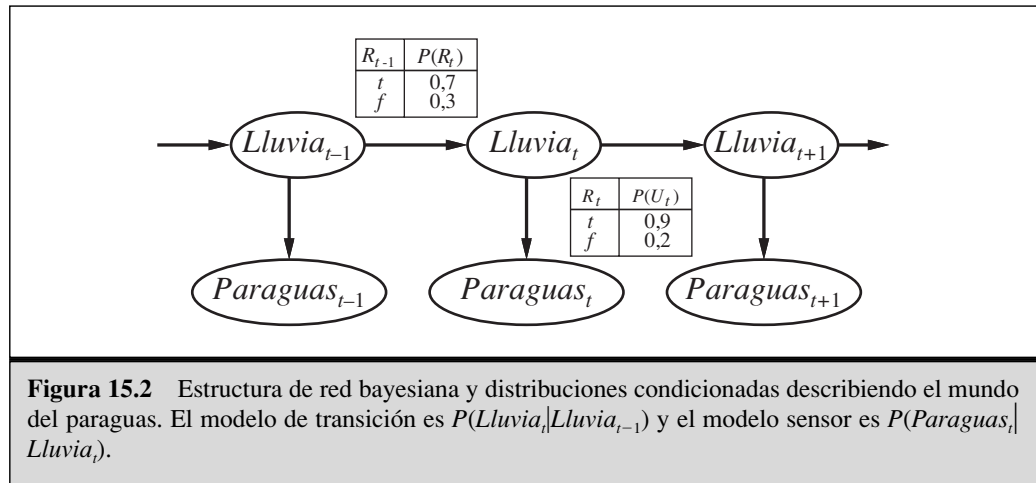 R_{t-1} P(R_t)
t 0,7
f 0,3
Lluvia_{t-1} Lluvia_t Lluvia_{t+1}
R_t P(U_t)
t 0,9
f 0,2
Paraguas_{t-1} Paraguas_t Paraguas_{t+1}
Figura 15.2 Estructura de red bayesiana y distribuciones condicionadas describiendo el mundo
del paraguas. El modelo de transición es P(Lluvia_t|Lluvia_{t-1}) y el modelo sensor es P(Paraguas_t|
Lluvia_t).